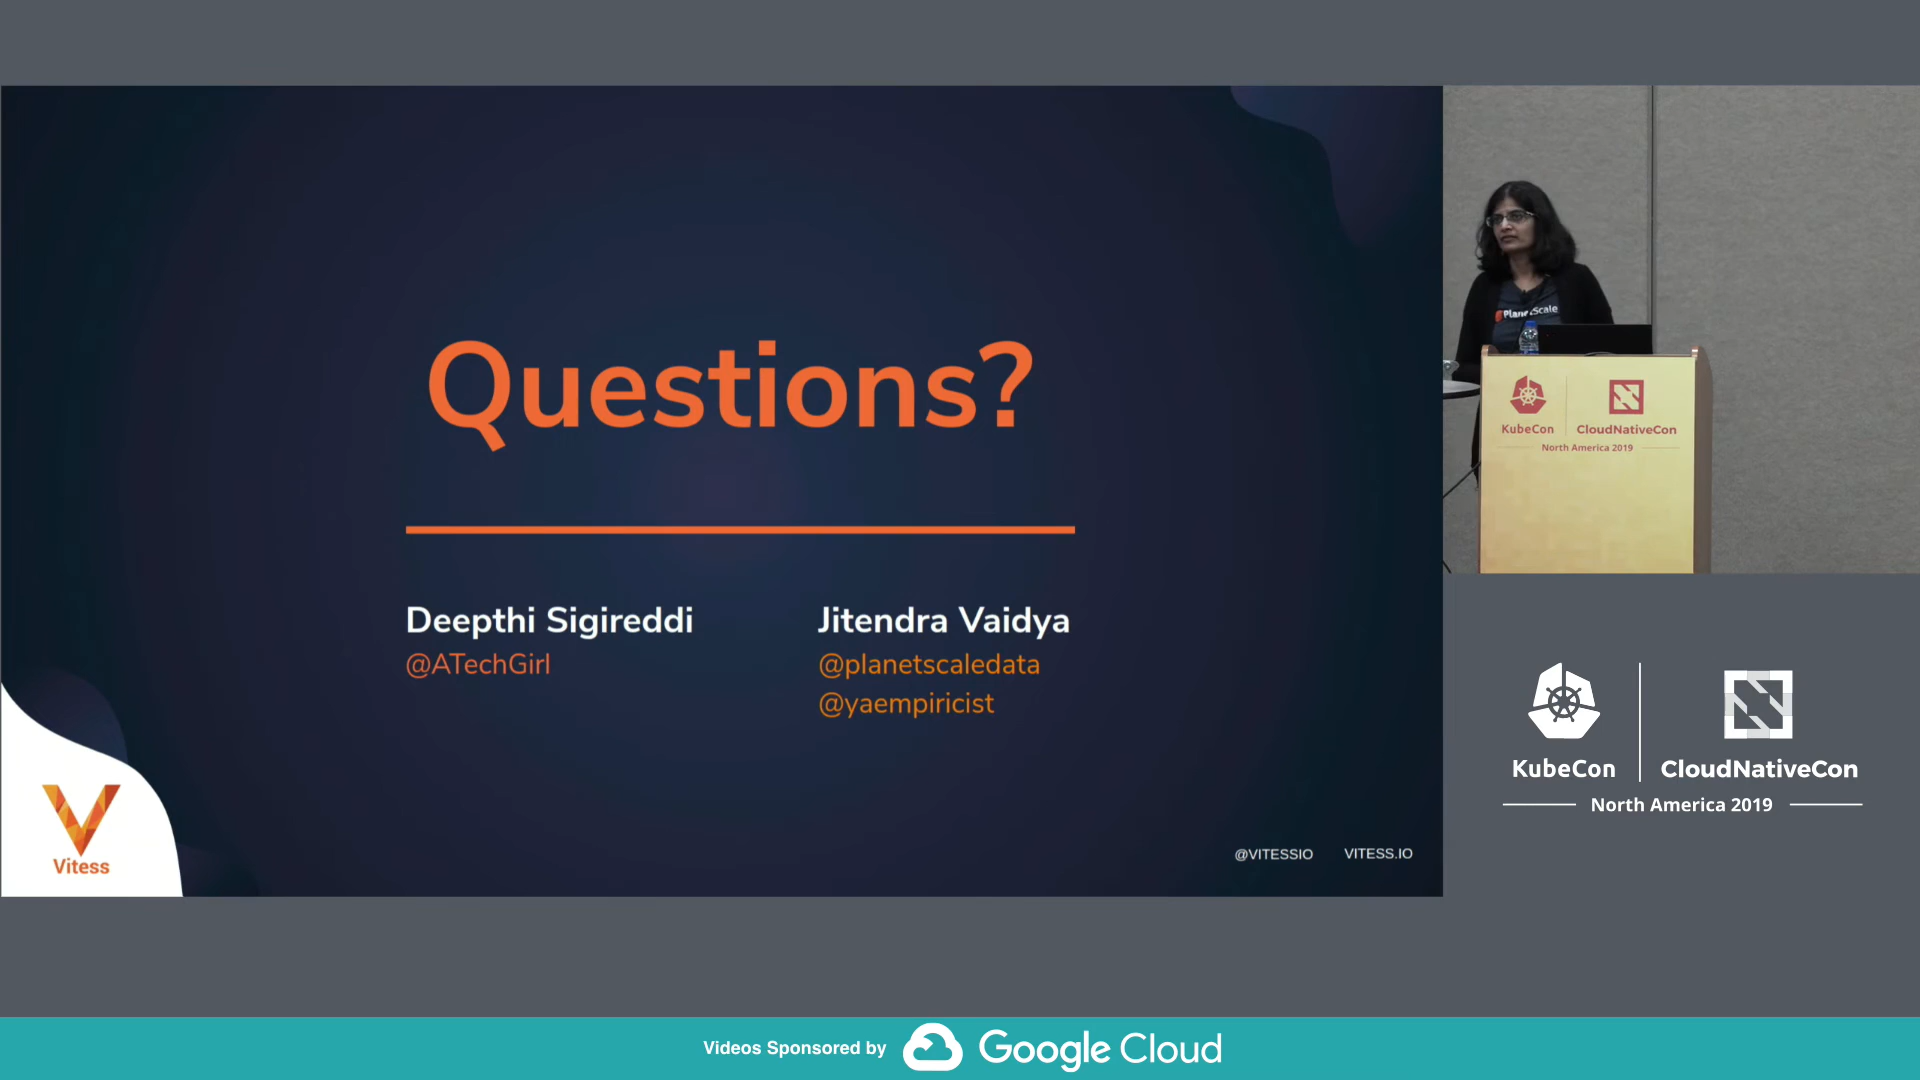 Questions?
Deepthi Sigireddi
@ATechGirl
Jitendra Vaidya
@planetscaledata
@yaempiricist
Vitess
@VITESSIO VITESS.IO
PlanetScale
KubeCon CloudNativeCon
North America 2019
KubeCon CloudNativeCon
North America 2019
Videos Sponsored by Google Cloud